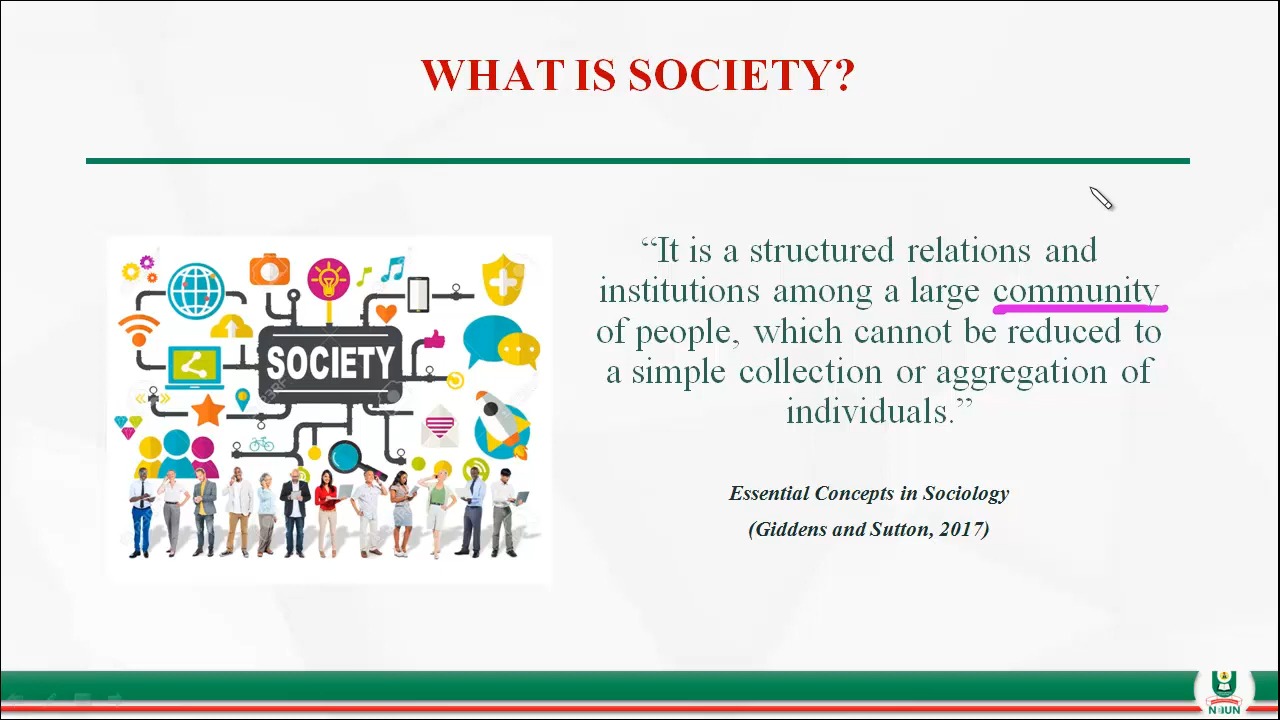 WHAT IS SOCIETY?
SOCIETY
“It is a structured relations and
institutions among a large community
of people, which cannot be reduced to
a simple collection or aggregation of
individuals.”
Essential Concepts in Sociology
(Giddens and Sutton, 2017)
NOUN